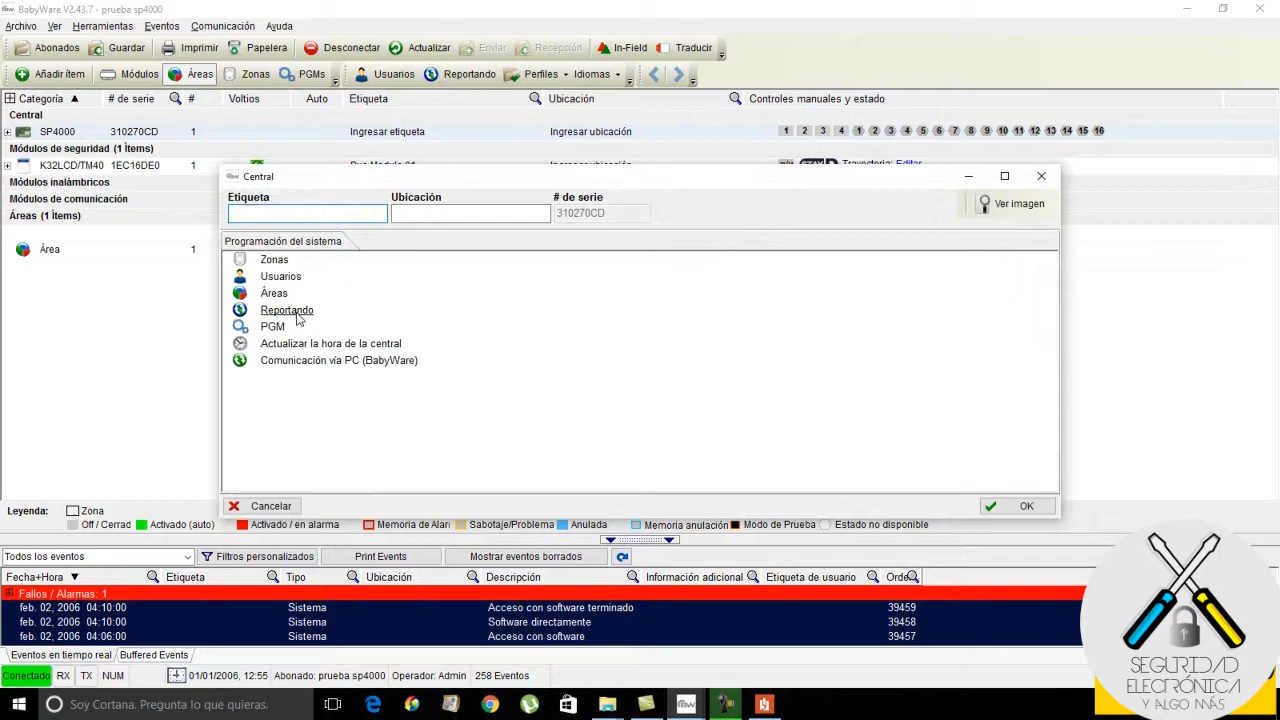 BabyWare V2.43.7 - prueba sp4000
Archivo Ver Herramientas Eventos Comunicación Ayuda
Abonados Guardar Imprimir Papelera Desconectar Actualizar Enviar Recepción In-Field Traducir
Añadir ítem Módulos Áreas Zonas PGMs Usuarios Reportando Perfiles Idiomas
Categoría # de serie # Voltios Auto Etiqueta Ubicación Controles manuales y estado
Central
SP4000 310270CD 1 Ingresar etiqueta Ingresar ubicación 1 2 3 4 1 2 3 4 5 6 7 8 9 10 11 12 13 14 15 16
Módulos de seguridad (1 Items)
K32LCD/TM40 1EC16DE0 1
Trayectoria: Editar
Módulos inalámbricos
Módulos de comunicación
Áreas (1 Items)
Área 1
Central
Etiqueta Ubicación # de serie
310270CD
Ver imagen
Programación del sistema
Zonas
Usuarios
Áreas
Reportando
PGM
Actualizar la hora de la central
Comunicación vía PC (BabyWare)
Cancelar OK
Leyenda: Zona
Off / Cerrad Activado (auto) Activado / en alarma Memoria de Alari Sabotaje/Problema Anulada Memoria anulación Modo de Prueba Estado no disponible
Todos los eventos Filtros personalizados Print Events Mostrar eventos borrados
Fecha+Hora Etiqueta Tipo Ubicación Descripción Información adicional Etiqueta de usuario Orde
Fallos / Alarmas: 1
feb. 02, 2006 04:10:00 Sistema Acceso con software terminado 39459
feb. 02, 2006 04:10:00 Sistema Software directamente 39458
feb. 02, 2006 04:06:00 Sistema Acceso con software 39457
Eventos en tiempo real Buffered Events
Conectado RX TX NUM 01/01/2006, 12:55 Abonado: prueba sp4000 Operador: Admin 258 Eventos
Soy Cortana. Pregunta lo que quieras.
SEGURIDAD
ELECTRÓNICA
Y ALGO MÁS